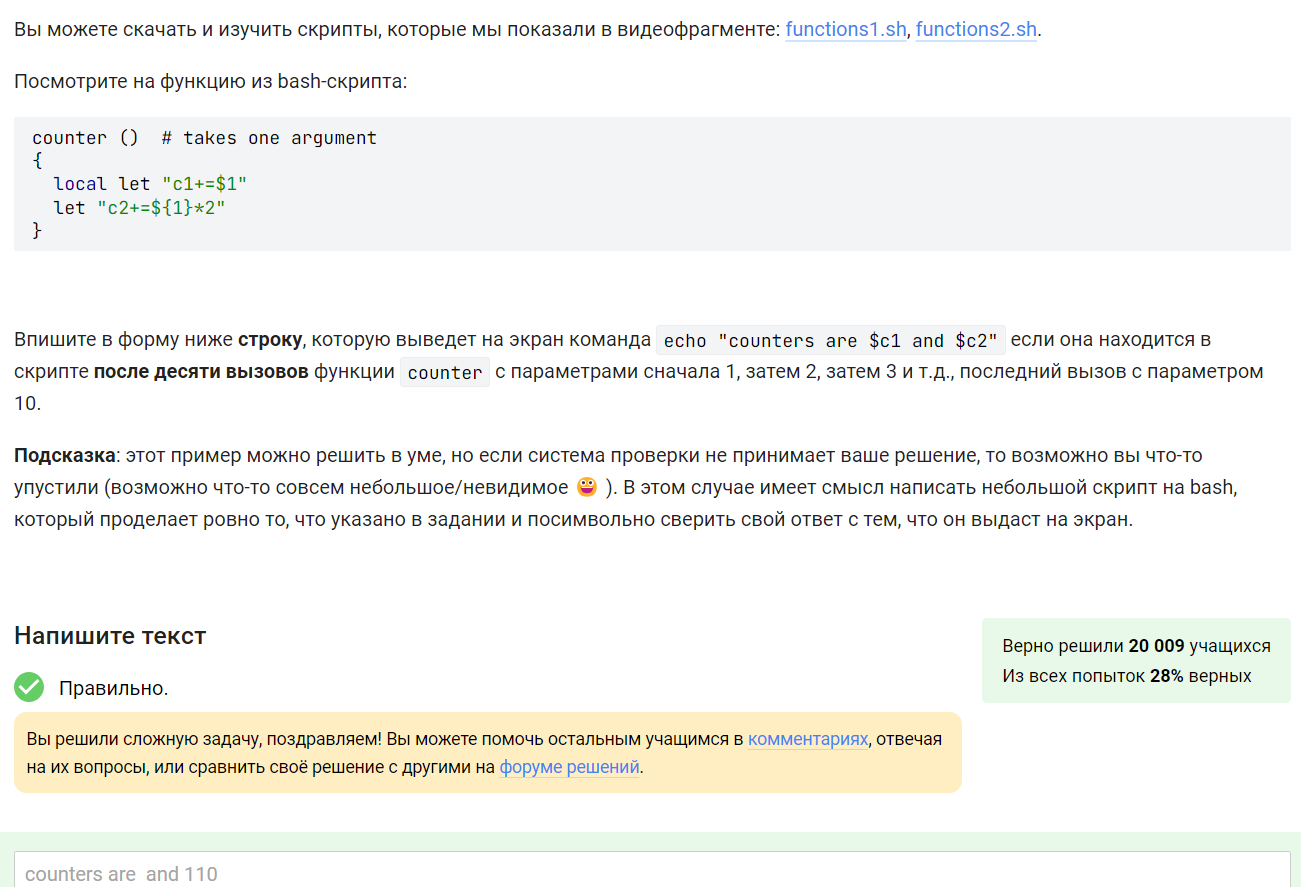 Вы можете скачать и изучить скрипты, которые мы показали в видеофрагменте: functions1.sh, functions2.sh.
Посмотрите на функцию из bash-скрипта:
counter ()  # takes one argument
{
  local let "c1+=$1"
  let "c2+=${1}*2"
}
Впишите в форму ниже строку, которую выведет на экран команда echo "counters are $c1 and $c2" если она находится в
скрипте после десяти вызовов функции counter с параметрами сначала 1, затем 2, затем 3 и т.д., последний вызов с параметром
10.
Подсказка: этот пример можно решить в уме, но если система проверки не принимает ваше решение, то возможно вы что-то
упустили (возможно что-то совсем небольшое/невидимое 😀 ). В этом случае имеет смысл написать небольшой скрипт на bash,
который проделает ровно то, что указано в задании и посимвольно сверить свой ответ с тем, что он выдаст на экран.
Напишите текст
Верно решили 20 009 учащихся
Из всех попыток 28% верных
Правильно.
Вы решили сложную задачу, поздравляем! Вы можете помочь остальным учащимся в комментариях, отвечая
на их вопросы, или сравнить своё решение с другими на форуме решений.
counters are  and 110